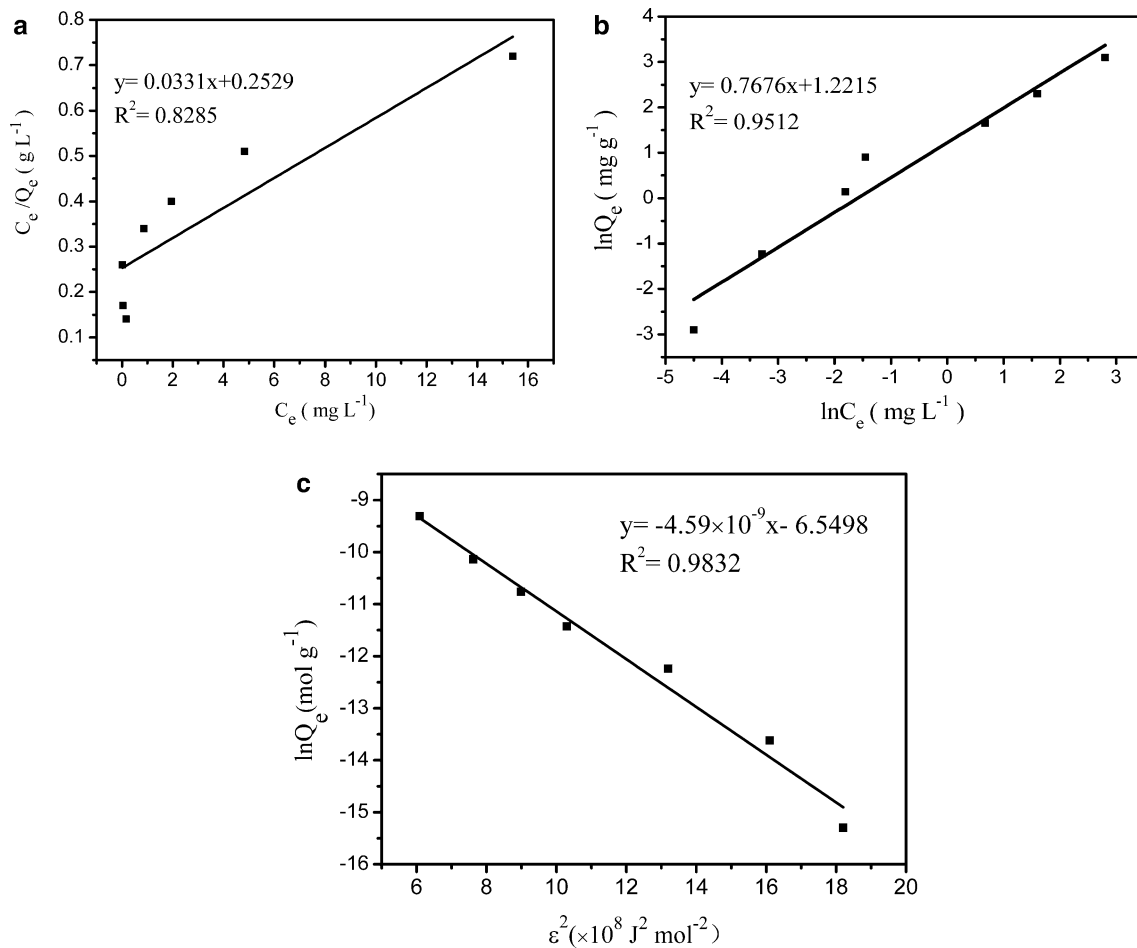 a
0.8
0.7
0.6
0.5
0.4
0.3
0.2
0.1
0 2 4 6 8 10 12 14 16
y= 0.0331x+0.2529
R²= 0.8285
Cₑ/Qₑ ( g L⁻¹)
Cₑ ( mg L⁻¹)
b
4
3
2
1
0
-1
-2
-3
-5 -4 -3 -2 -1 0 1 2 3
y= 0.7676x+1.2215
R²= 0.9512
lnQₑ ( mg g⁻¹)
lnCₑ ( mg L⁻¹)
c
-9
-10
-11
-12
-13
-14
-15
-16
6 8 10 12 14 16 18 20
y= -4.59×10⁻⁹x- 6.5498
R²= 0.9832
lnQₑ(mol g⁻¹)
ε²(×10⁸ J² mol⁻²)